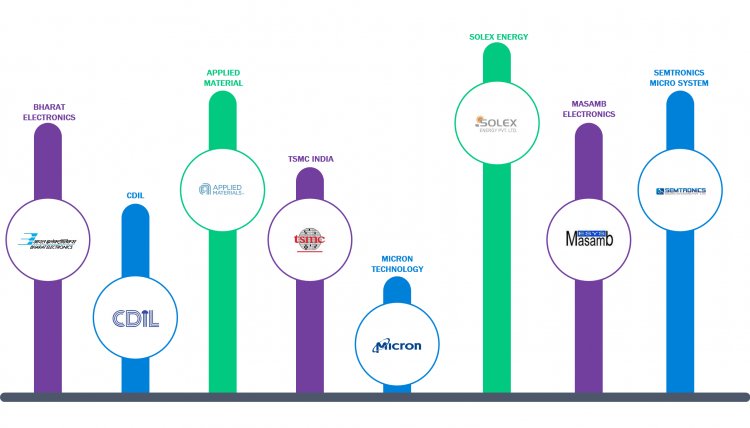 BHARAT
ELECTRONICS
CDIL
APPLIED
MATERIAL
TSMC INDIA
MICRON
TECHNOLOGY
SOLEX ENERGY
MASAMB
ELECTRONICS
SEMTRONICS
MICRO SYSTEM
BHARAT ELECTRONICS
CDIL
APPLIED
MATERIALS
tsmc
Micron
SOLEX
ENERGY PVT. LTD.
ESYS
Masamb
SEMTRONICS